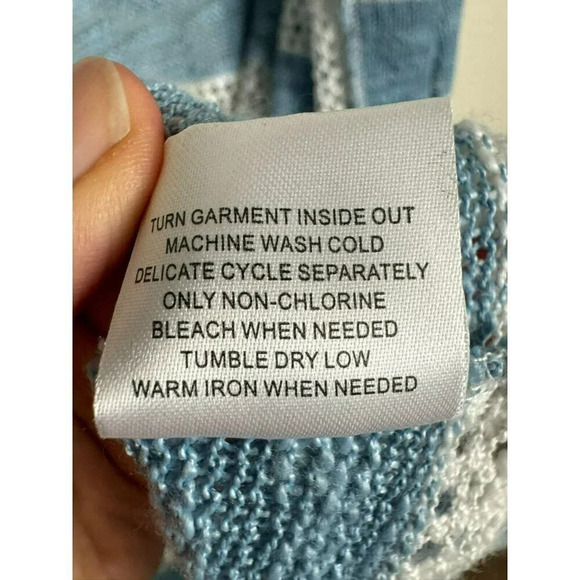 TURN GARMENT INSIDE OUT
MACHINE WASH COLD
DELICATE CYCLE SEPARATELY
ONLY NON-CHLORINE
BLEACH WHEN NEEDED
TUMBLE DRY LOW
WARM IRON WHEN NEEDED